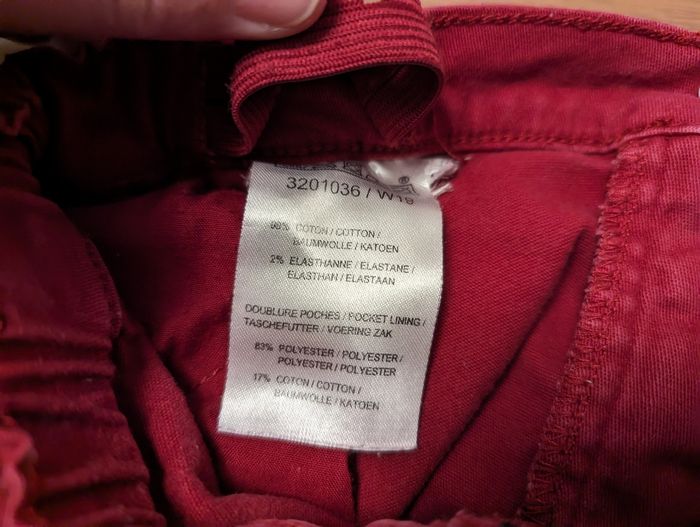 ®
3201036 / W18
98% COTON / COTTON /
BAUMWOLLE / KATOEN
2% ELASTHANNE / ELASTANE /
ELASTHAN / ELASTAAN
DOUBLURE POCHES / POCKET LINING /
TASCHEFUTTER / VOERING ZAK
83% POLYESTER / POLYESTER /
POLYESTER / POLYESTER
17% COTON / COTTON /
BAUMWOLLE / KATOEN